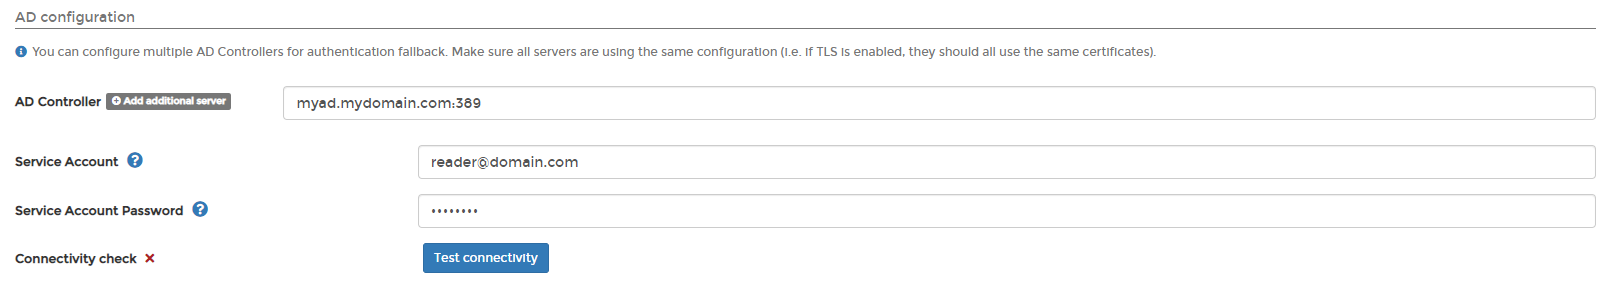 AD configuration
You can configure multiple AD Controllers for authentication fallback. Make sure all servers are using the same configuration (i.e. if TLS is enabled, they should all use the same certificates).
AD Controller Add additional server myad.mydomain.com:389
Service Account reader@domain.com
Service Account Password ••••••••
Connectivity check Test connectivity